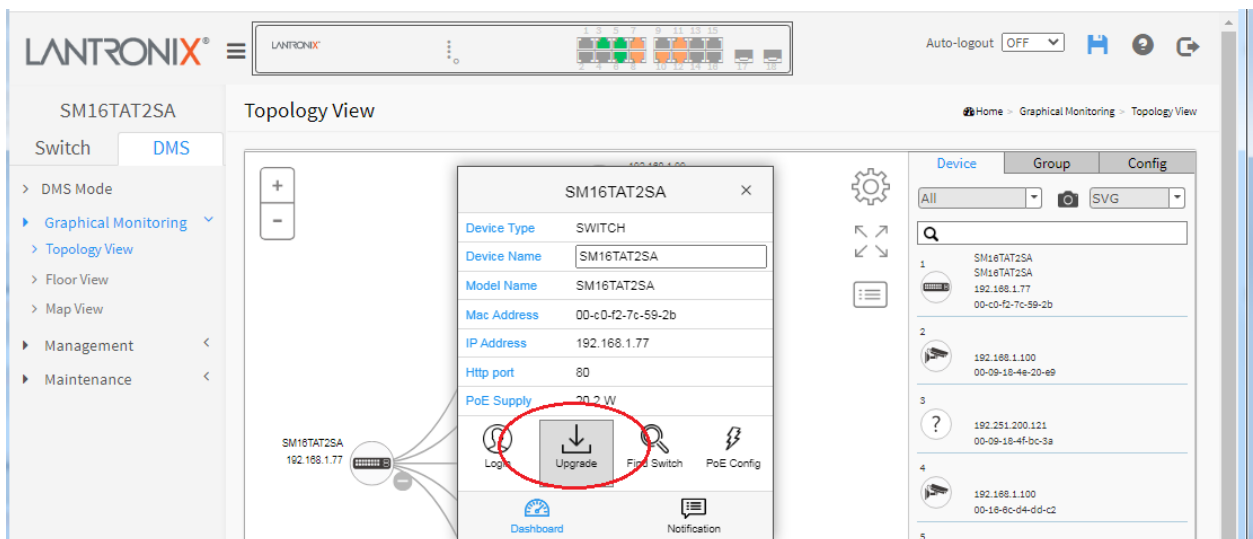 LANTRONIX®
LANTRONIX
1 3 5 7 9 11 13 15
2 4 6 8 10 12 14 16 17 18
Auto-logout OFF
SM16TAT2SA
Topology View
Home > Graphical Monitoring > Topology View
Switch DMS
> DMS Mode
Graphical Monitoring
> Topology View
> Floor View
> Map View
Management
Maintenance
+
-
SM16TAT2SA
192.168.1.77
SM16TAT2SA ×
Device Type SWITCH
Device Name SM16TAT2SA
Model Name SM16TAT2SA
Mac Address 00-c0-f2-7c-59-2b
IP Address 192.168.1.77
Http port 80
PoE Supply 20.2 W
Login Upgrade Find Switch PoE Config
Dashboard Notification
Device Group Config
All SVG
1
SM16TAT2SA
SM16TAT2SA
192.168.1.77
00-c0-f2-7c-59-2b
2
192.168.1.100
00-09-18-4e-20-e9
3
?
192.251.200.121
00-09-18-4f-bc-3a
4
192.168.1.100
00-16-6c-d4-dd-c2
5